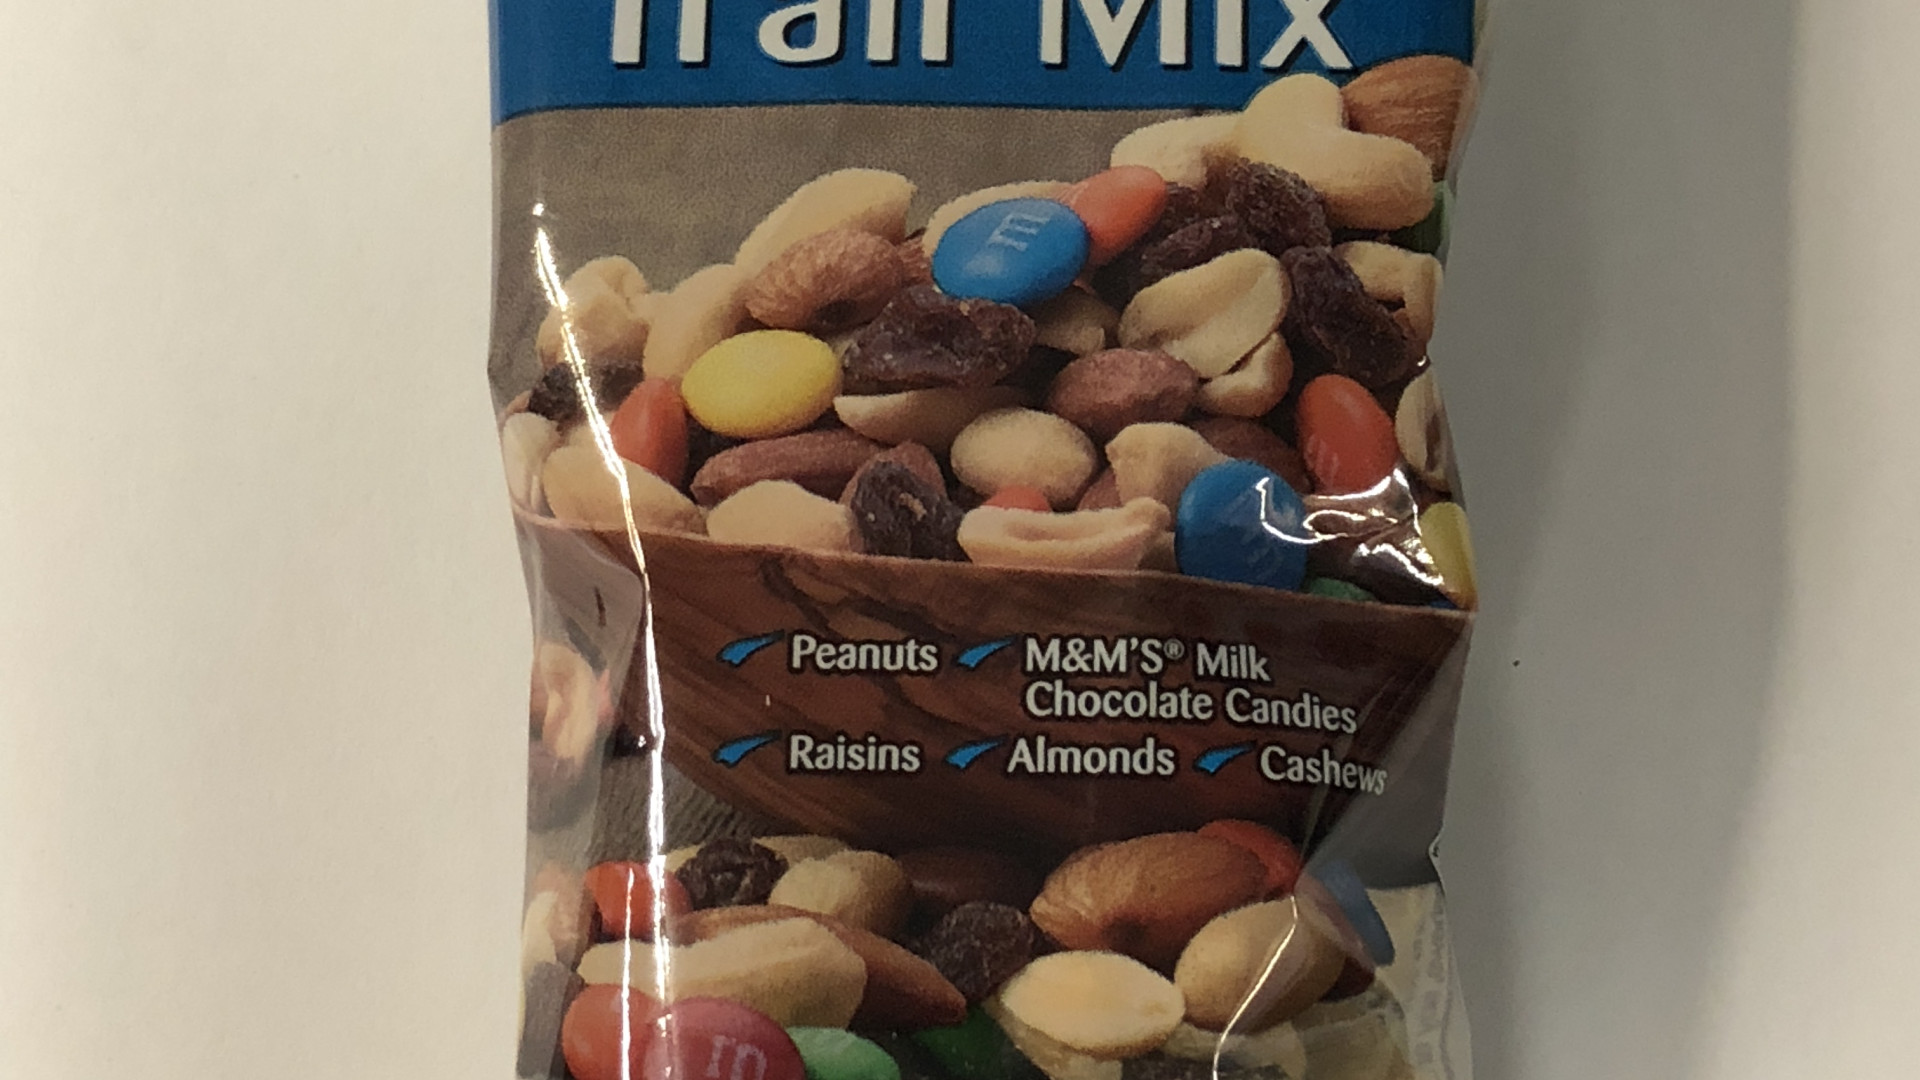 Trail Mix
m
Peanuts M&M'S® Milk
Chocolate Candies
Raisins Almonds Cashews
m